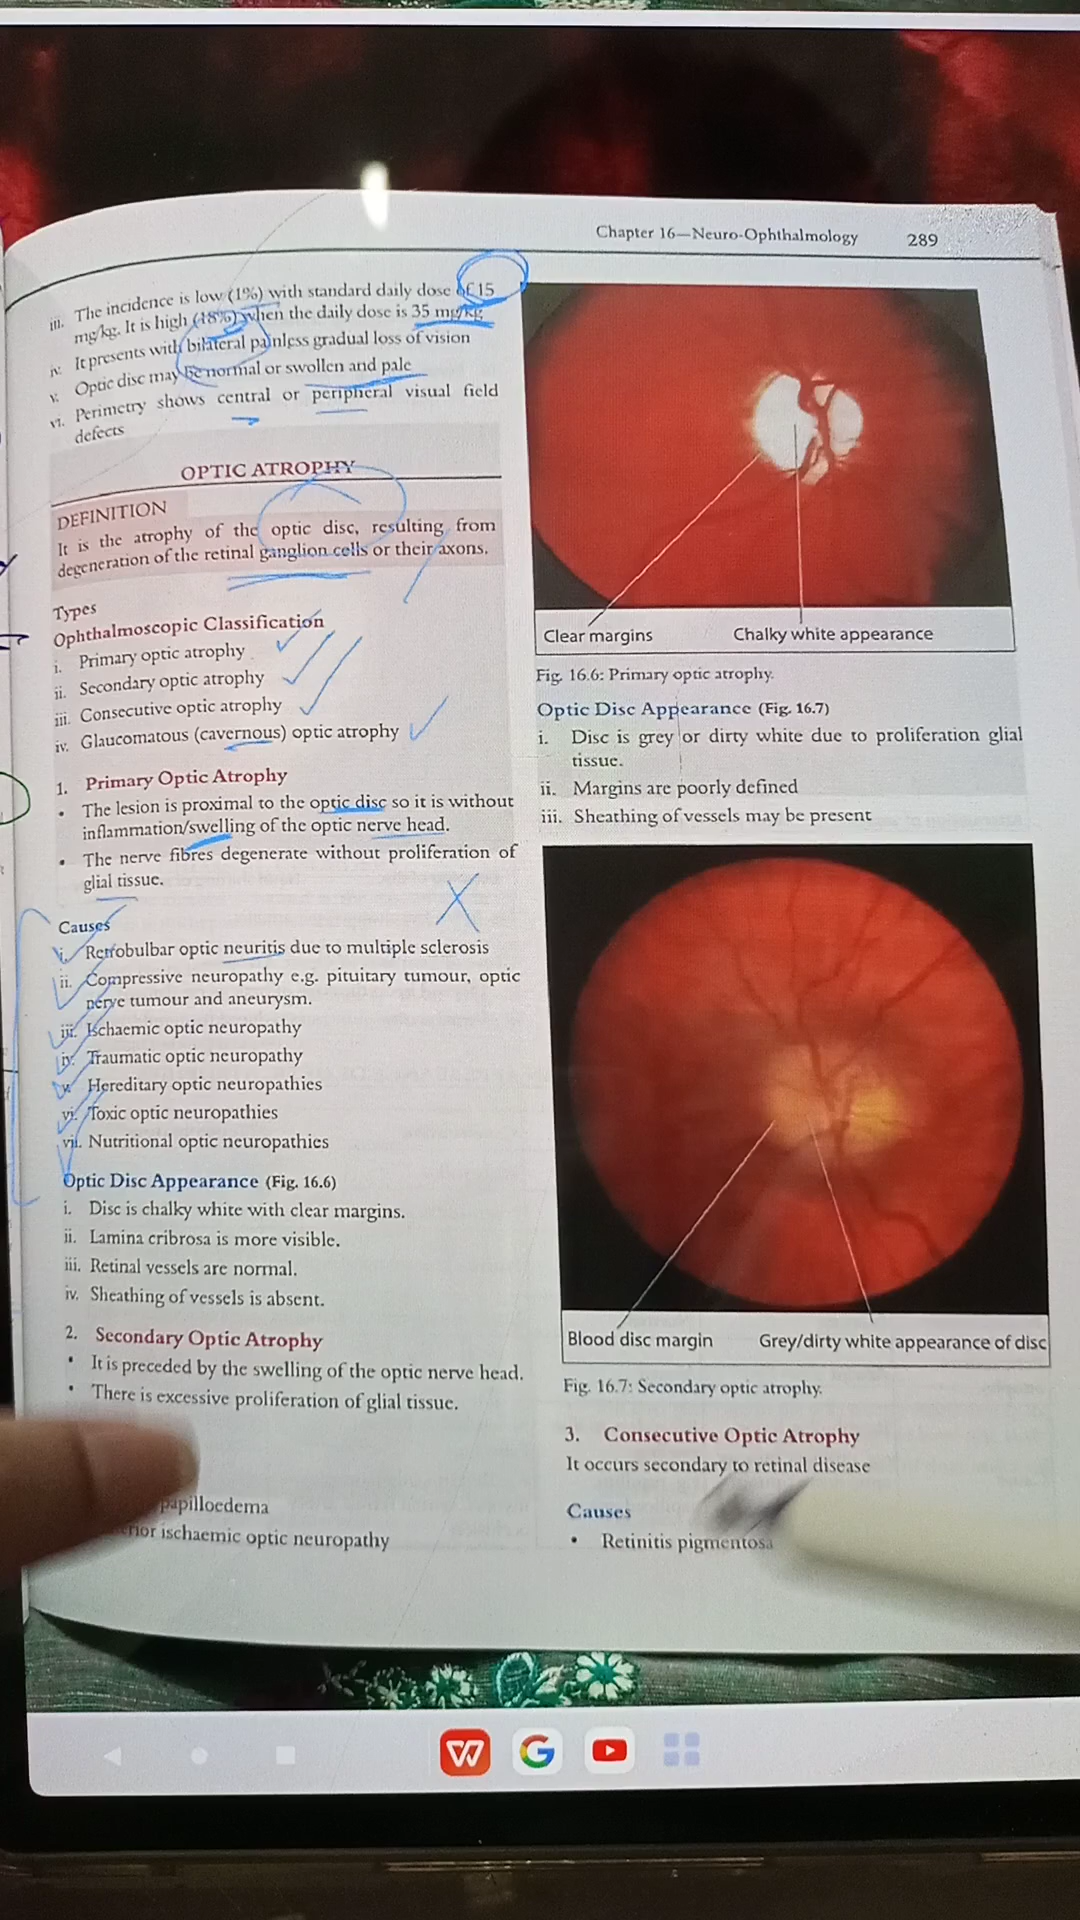 Chapter 16—Neuro-Ophthalmology 289
iii. The incidence is low (1%) with standard daily dose of 15
mg/kg. It is high (18%) when the daily dose is 35 mg/kg
iv. It presents with bilateral painless gradual loss of vision
v. Optic disc may be normal or swollen and pale
vi. Perimetry shows central or peripheral visual field
defects
OPTIC ATROPHY
DEFINITION
It is the atrophy of the optic disc, resulting from
degeneration of the retinal ganglion cells or their axons.
Types
Ophthalmoscopic Classification
i. Primary optic atrophy
ii. Secondary optic atrophy
iii. Consecutive optic atrophy
iv. Glaucomatous (cavernous) optic atrophy
1. Primary Optic Atrophy
• The lesion is proximal to the optic disc so it is without
inflammation/swelling of the optic nerve head.
• The nerve fibres degenerate without proliferation of
glial tissue.
Causes
i. Retrobulbar optic neuritis due to multiple sclerosis
ii. Compressive neuropathy e.g. pituitary tumour, optic
nerve tumour and aneurysm.
iii. Ischaemic optic neuropathy
iv. Traumatic optic neuropathy
v. Hereditary optic neuropathies
vi. Toxic optic neuropathies
vii. Nutritional optic neuropathies
Optic Disc Appearance (Fig. 16.6)
i. Disc is chalky white with clear margins.
ii. Lamina cribrosa is more visible.
iii. Retinal vessels are normal.
iv. Sheathing of vessels is absent.
2. Secondary Optic Atrophy
• It is preceded by the swelling of the optic nerve head.
• There is excessive proliferation of glial tissue.
papilloedema
ischaemic optic neuropathy
Clear margins Chalky white appearance
Fig. 16.6: Primary optic atrophy.
Optic Disc Appearance (Fig. 16.7)
i. Disc is grey or dirty white due to proliferation glial
tissue.
ii. Margins are poorly defined
iii. Sheathing of vessels may be present
Blood disc margin Grey/dirty white appearance of disc
Fig. 16.7: Secondary optic atrophy.
3. Consecutive Optic Atrophy
It occurs secondary to retinal disease
Causes
• Retinitis pigmentosa